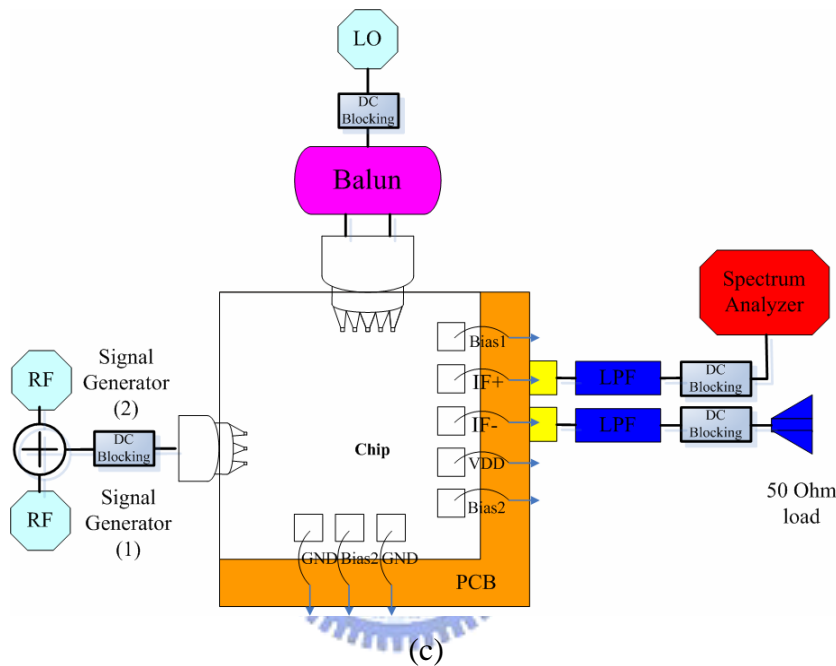 LO
DC
Blocking
Balun
Spectrum
Analyzer
Bias1
IF+
LPF
DC
Blocking
IF-
LPF
DC
Blocking
50 Ohm
load
VDD
Bias2
Chip
Signal
Generator
(2)
RF
DC
Blocking
RF
Signal
Generator
(1)
GND
Bias2
GND
PCB
(c)